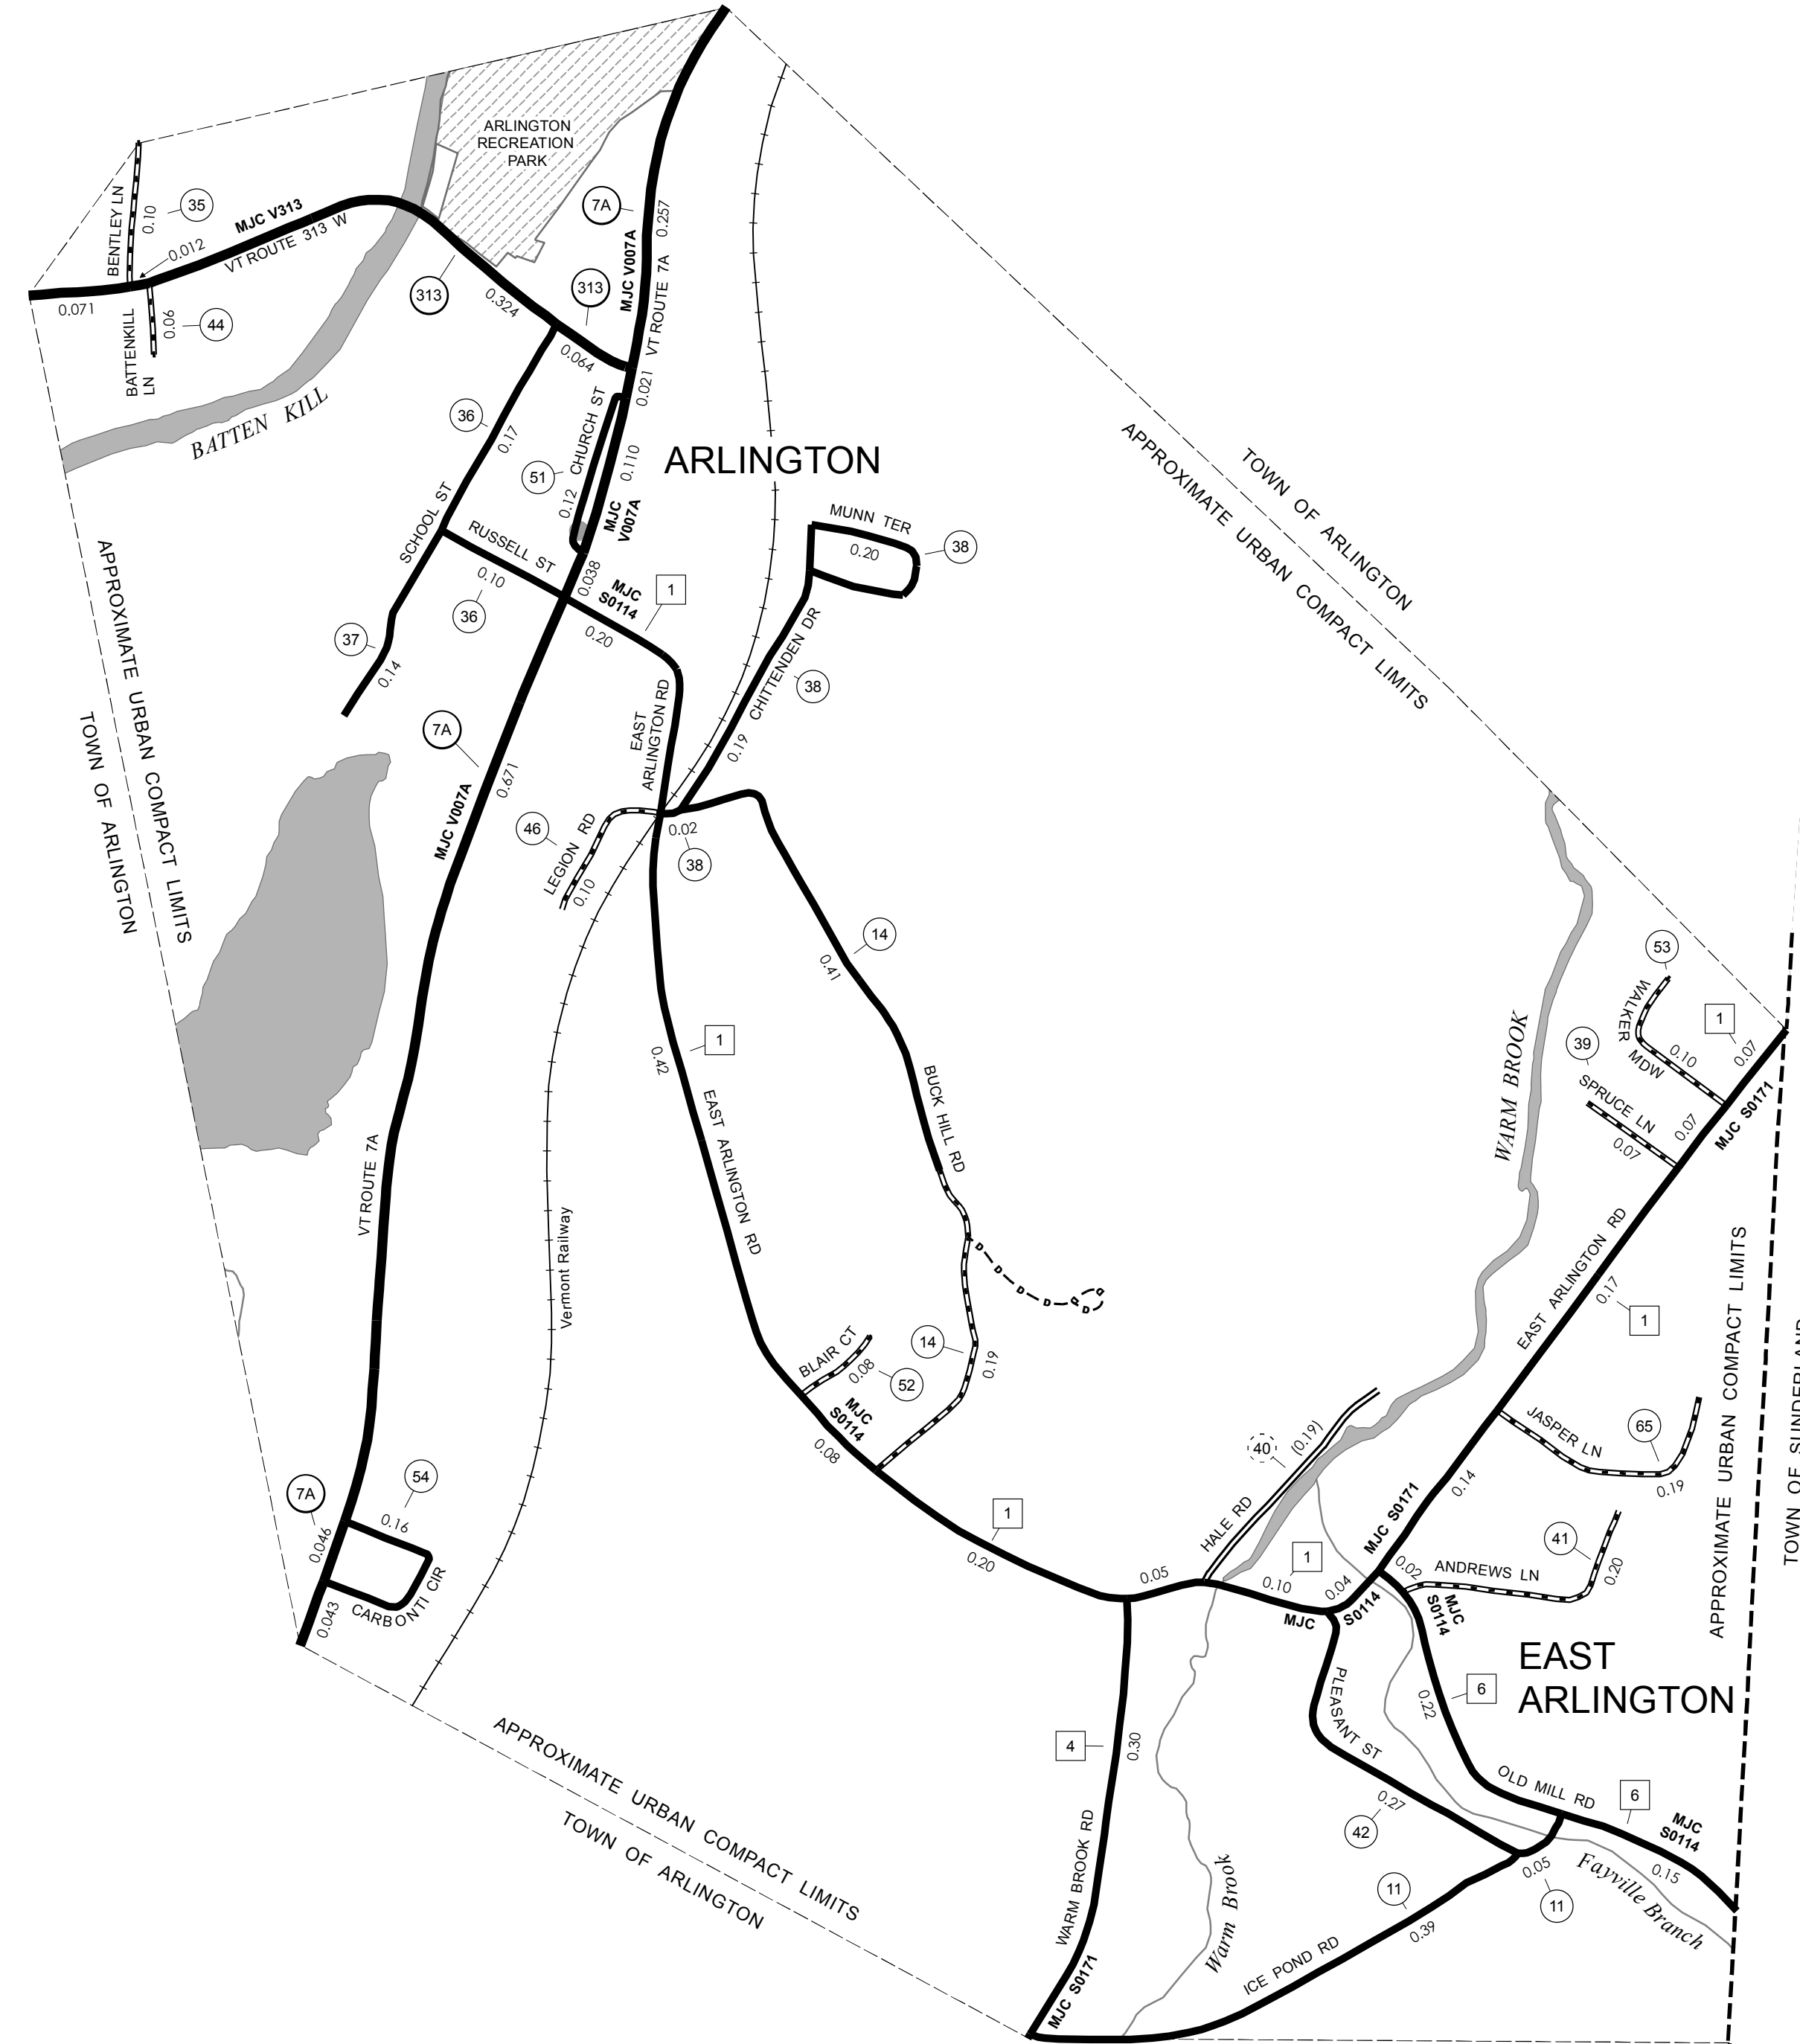 ARLINGTON
RECREATION
PARK
BENTLEY LN
0.10
35
MJC V313
VT ROUTE 313 W
0.012
0.071
BATTENKILL
LN
0.06
44
313
0.324
313
0.064
7A
0.257
MJC V007A
VT ROUTE 7A
0.021
BATTEN KILL
36
0.17
SCHOOL ST
51
CHURCH ST
0.12
0.110
MJC
V007A
ARLINGTON
RUSSELL ST
0.10
36
0.038
MJC
S0114
1
0.20
MUNN TER
0.20
38
37
0.14
CHITTENDEN DR
38
0.19
EAST
ARLINGTON RD
7A
0.671
MJC V007A
46
LEGION RD
0.10
0.02
38
TOWN OF ARLINGTON
APPROXIMATE URBAN COMPACT LIMITS
APPROXIMATE URBAN COMPACT LIMITS
TOWN OF ARLINGTON
14
0.41
1
0.42
EAST ARLINGTON RD
BUCK HILL RD
VT ROUTE 7A
Vermont Railway
D
D
D
D
D
D
D
BLAIR CT
0.08
52
14
0.19
MJC
S0114
0.08
1
0.20
0.05
WARM BROOK
53
WALKER
MDW
0.10
1
0.07
39
SPRUCE LN
0.07
0.07
MJC S0171
EAST ARLINGTON RD
0.17
1
JASPER LN
65
0.19
0.14
MJC S0171
40
(0.19)
HALE RD
1
0.10
0.04
MJC
S0114
0.02
ANDREWS LN
41
0.20
MJC
S0114
APPROXIMATE URBAN COMPACT LIMITS
TOWN OF SUNDERLAND
EAST
ARLINGTON
7A
54
0.16
0.046
0.043
CARBONTI CIR
APPROXIMATE URBAN COMPACT LIMITS
TOWN OF ARLINGTON
4
0.30
WARM BROOK RD
MJC S0171
Warm Brook
PLEASANT ST
0.27
42
6
0.22
OLD MILL RD
6
MJC
S0114
0.15
0.05
11
Fayville Branch
11
0.39
ICE POND RD